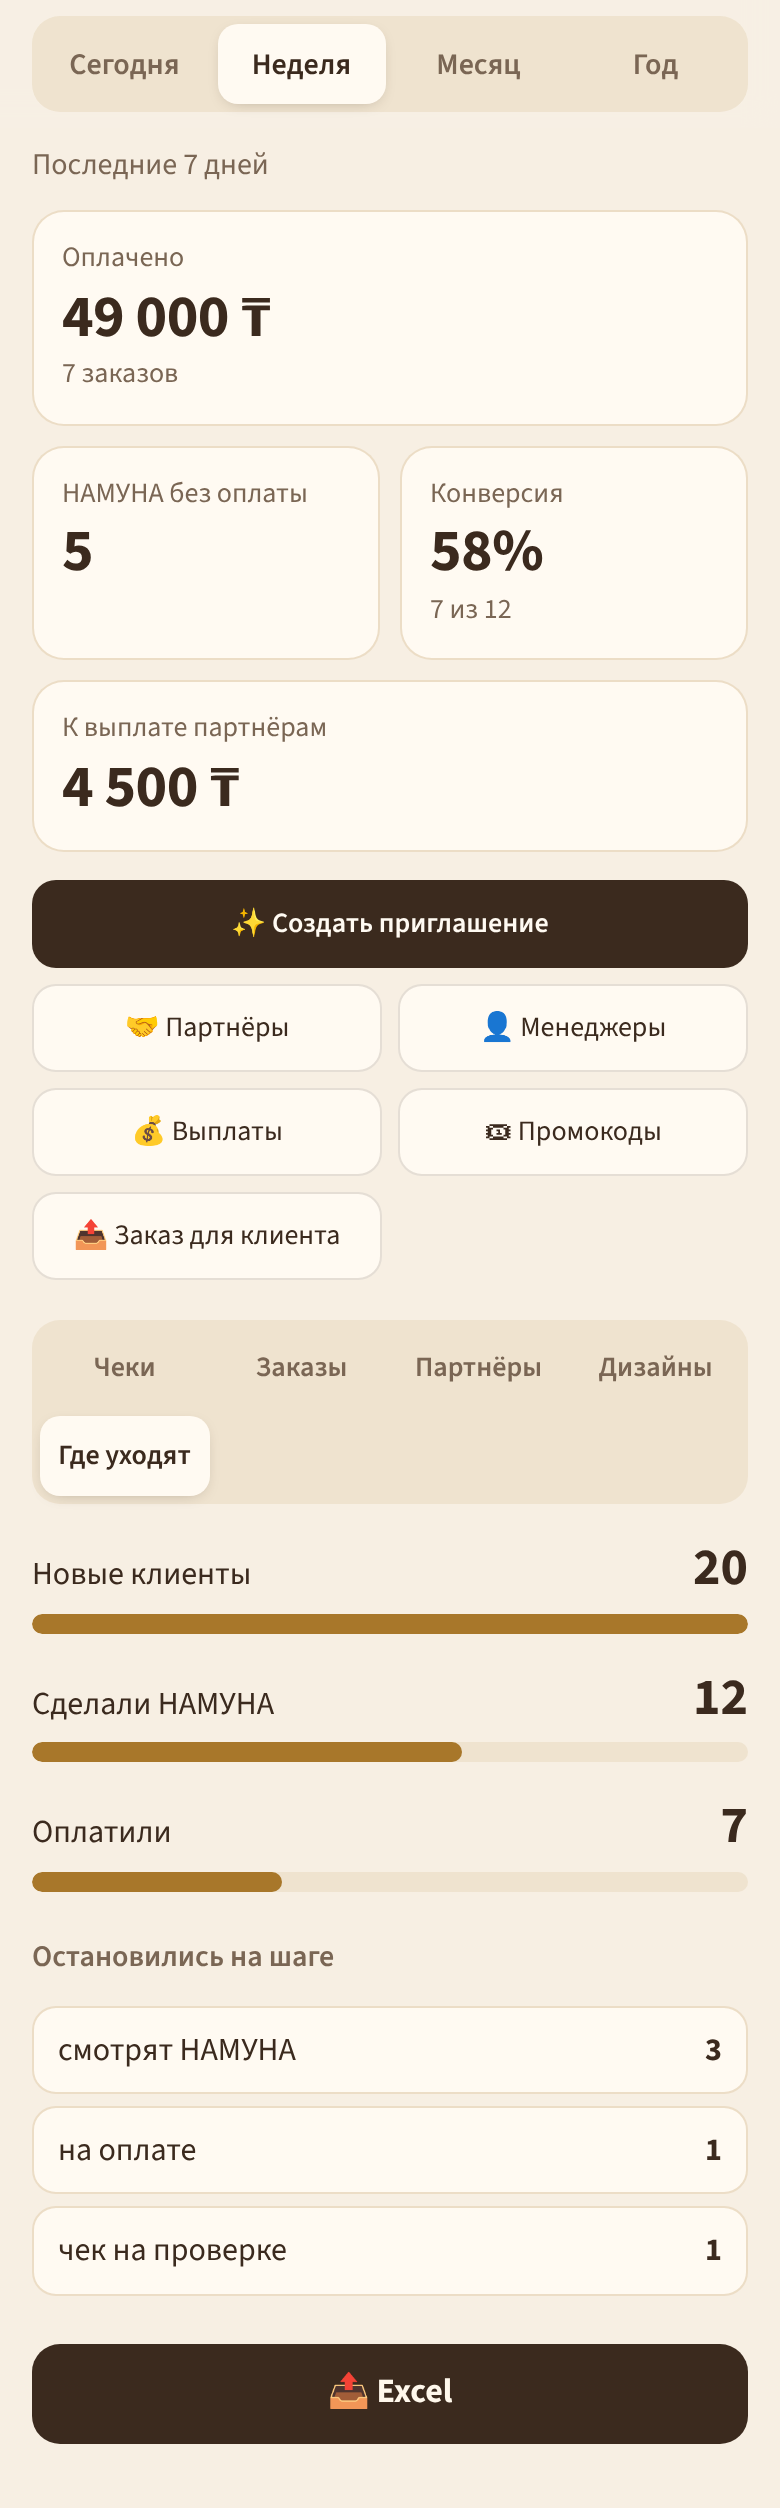 Сегодня Неделя Месяц Год
Последние 7 дней
Оплачено
49 000 ₸
7 заказов
НАМУНА без оплаты
5
Конверсия
58%
7 из 12
К выплате партнёрам
4 500 ₸
✨ Создать приглашение
🤝 Партнёры
👤 Менеджеры
💰 Выплаты
🎟 Промокоды
📤 Заказ для клиента
Чеки Заказы Партнёры Дизайны
Где уходят
Новые клиенты 20
Сделали НАМУНА 12
Оплатили 7
Остановились на шаге
смотрят НАМУНА 3
на оплате 1
чек на проверке 1
📤 Excel